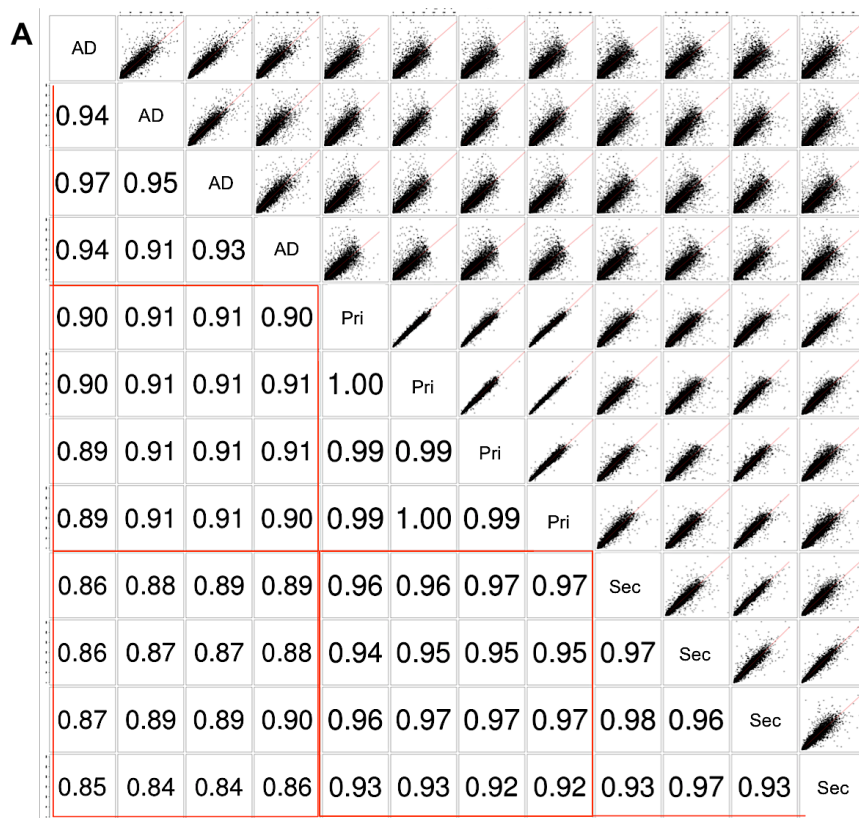 A
AD
0.94 AD
0.97 0.95 AD
0.94 0.91 0.93 AD
0.90 0.91 0.91 0.90 Pri
0.90 0.91 0.91 0.91 1.00 Pri
0.89 0.91 0.91 0.91 0.99 0.99 Pri
0.89 0.91 0.91 0.90 0.99 1.00 0.99 Pri
0.86 0.88 0.89 0.89 0.96 0.96 0.97 0.97 Sec
0.86 0.87 0.87 0.88 0.94 0.95 0.95 0.95 0.97 Sec
0.87 0.89 0.89 0.90 0.96 0.97 0.97 0.97 0.98 0.96 Sec
0.85 0.84 0.84 0.86 0.93 0.93 0.92 0.92 0.93 0.97 0.93 Sec